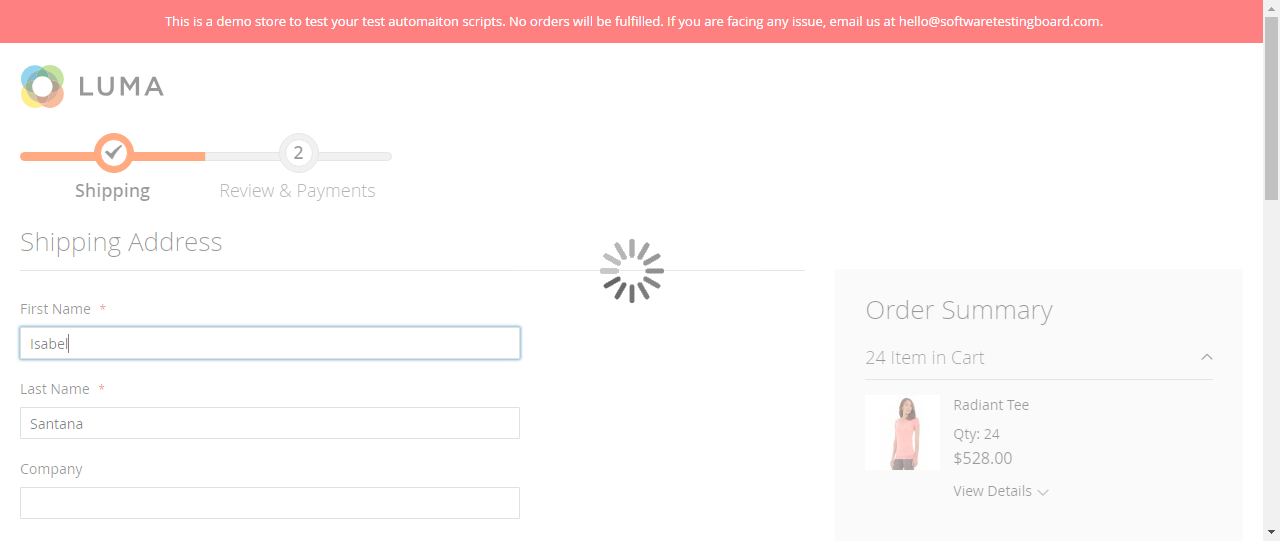 This is a demo store to test your test automaiton scripts. No orders will be fulfilled. If you are facing any issue, email us at hello@softwaretestingboard.com.
LUMA
2
Shipping
Review & Payments
Shipping Address
First Name *
Isabel
Last Name *
Santana
Company
Order Summary
24 Item in Cart
Radiant Tee
Qty: 24
$528.00
View Details